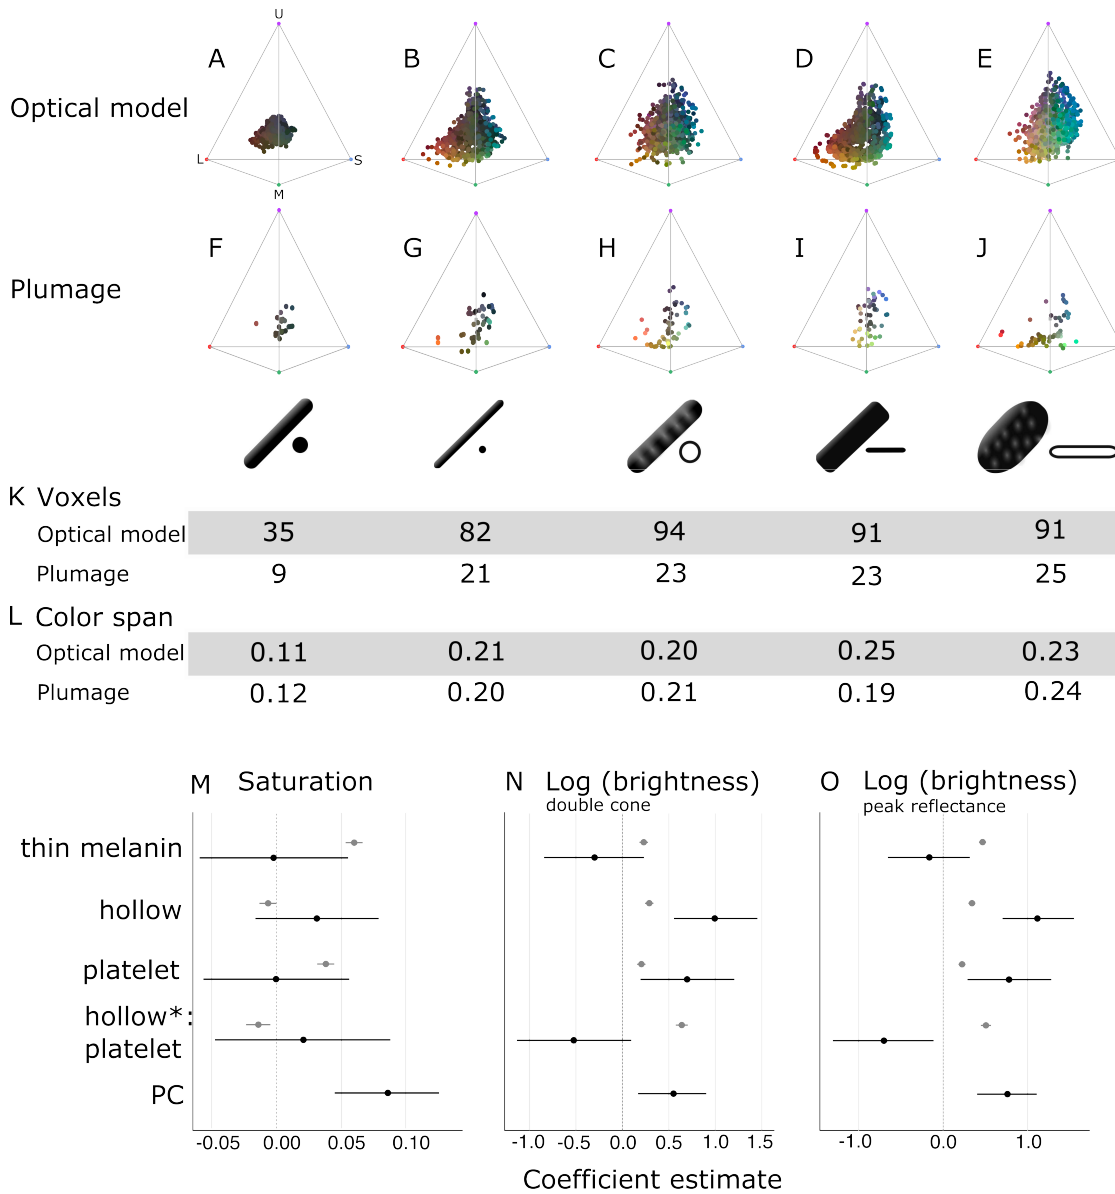 U
A B C D E
Optical model
L S
M
F G H I J
Plumage
K Voxels
Optical model 35 82 94 91 91
Plumage 9 21 23 23 25
L Color span
Optical model 0.11 0.21 0.20 0.25 0.23
Plumage 0.12 0.20 0.21 0.19 0.24
M Saturation N Log (brightness) O Log (brightness)
double cone peak reflectance
thin melanin
hollow
platelet
hollow*:
platelet
PC
-0.05 0.00 0.05 0.10 -1.0 -0.5 0.0 0.5 1.0 1.5 -1.0 0.0 1.0
Coefficient estimate